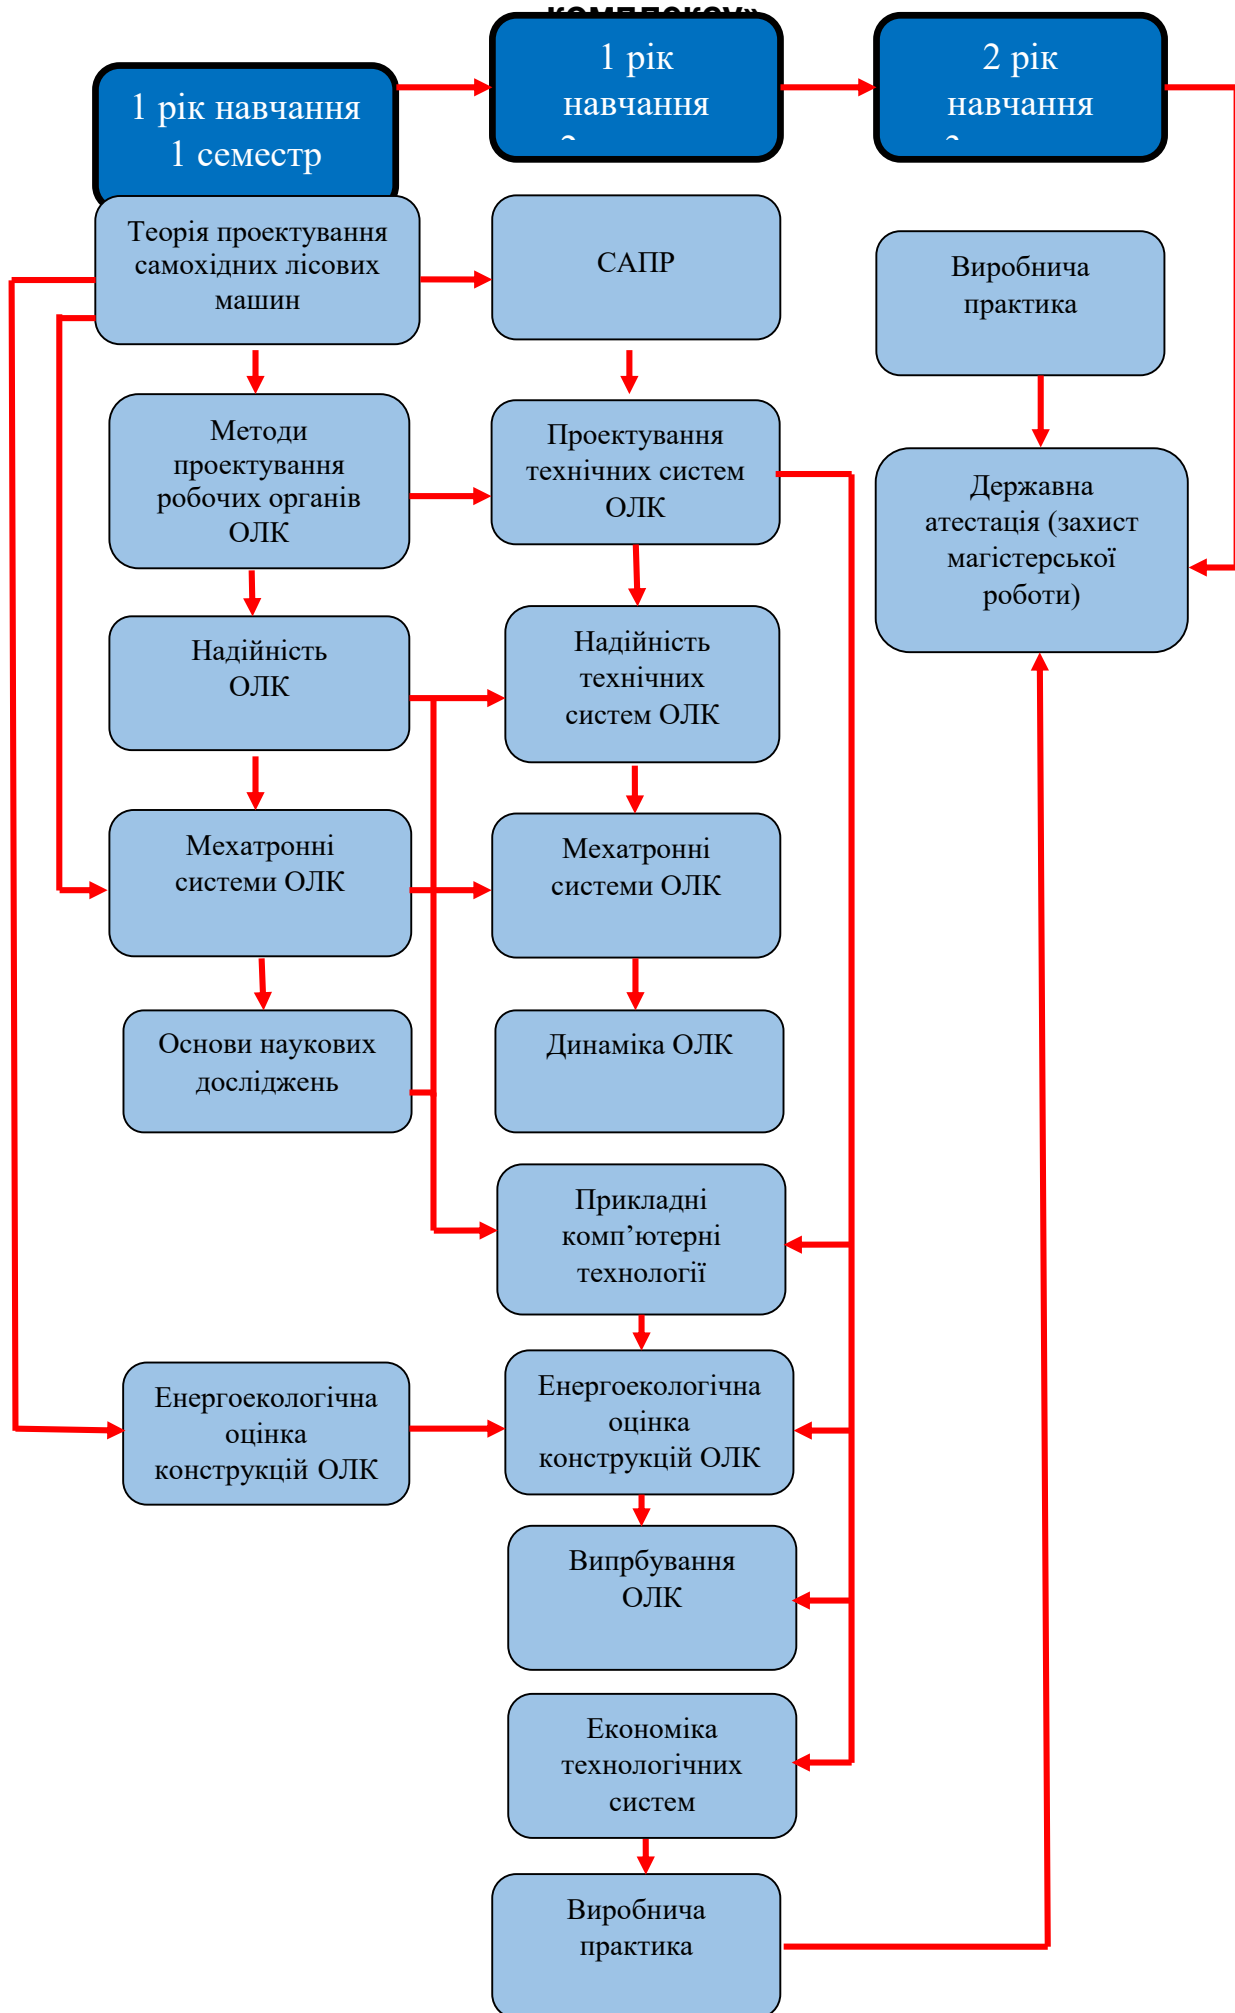 комплексу»
1 рік навчання
1 семестр
1 рік
навчання
2 рік
навчання
Теорія проектування
самохідних лісових
машин
САПР
Виробнича
практика
Методи
проектування
робочих органів
ОЛК
Проектування
технічних систем
ОЛК
Державна
атестація (захист
магістерської
роботи)
Надійність
ОЛК
Надійність
технічних
систем ОЛК
Мехатронні
системи ОЛК
Мехатронні
системи ОЛК
Основи наукових
досліджень
Динаміка ОЛК
Прикладні
комп’ютерні
технології
Енергоекологічна
оцінка
конструкцій ОЛК
Енергоекологічна
оцінка
конструкцій ОЛК
Випрбування
ОЛК
Економіка
технологічних
систем
Виробнича
практика